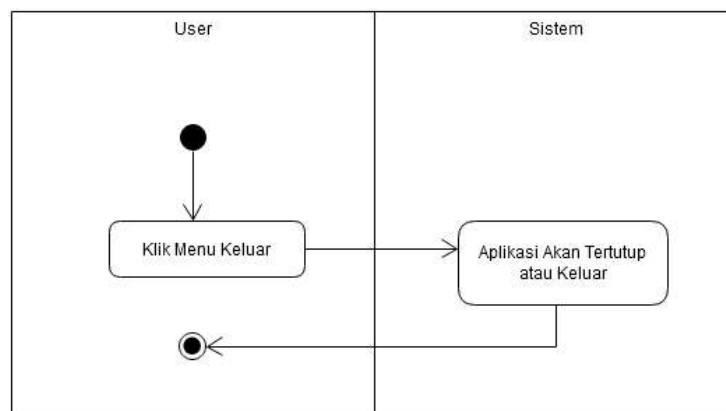 User
Sistem
Klik Menu Keluar
Aplikasi Akan Tertutup
atau Keluar